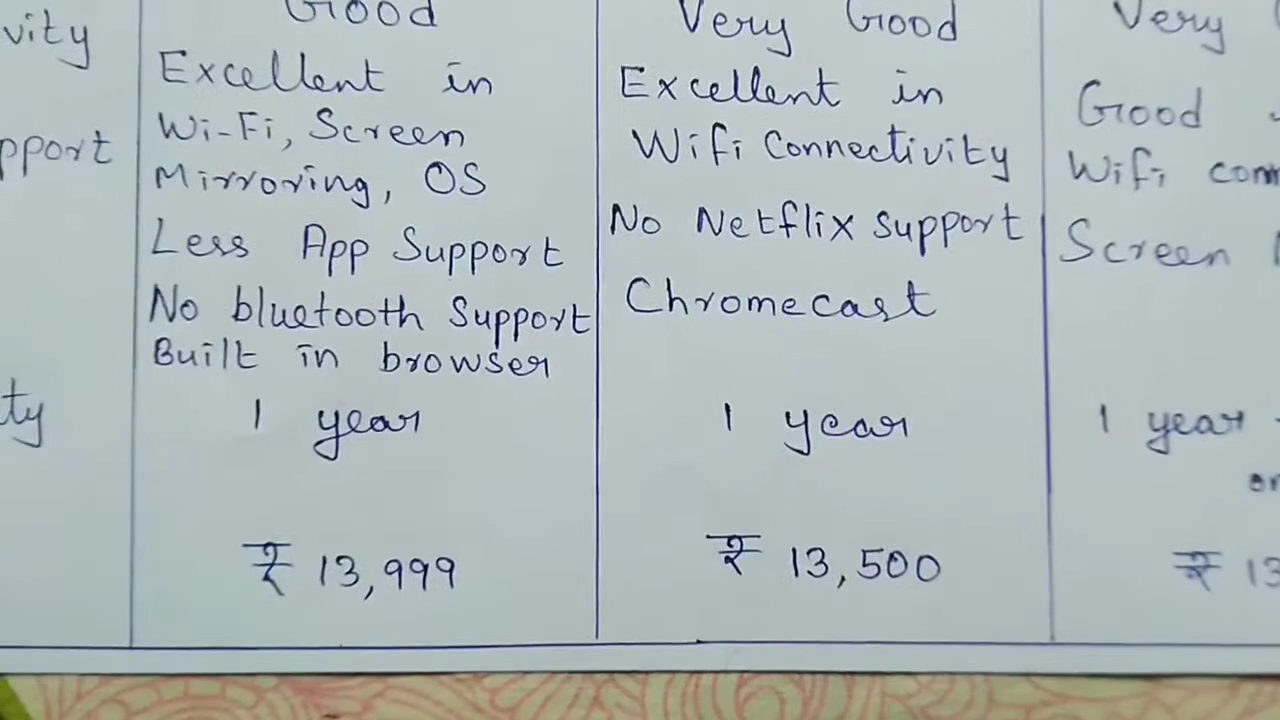 vity
Good
Very Good
Very
Excellent in
Wi-Fi, Screen
Mirroring, OS
Less App Support
No bluetooth Support
Built in browser
Excellent in
Wifi Connectivity
No Netflix support
Chromecast
Good
Wifi
Screen
pport
ty
1 year
1 year
1 year
₹ 13,999
₹ 13,500
₹ 13